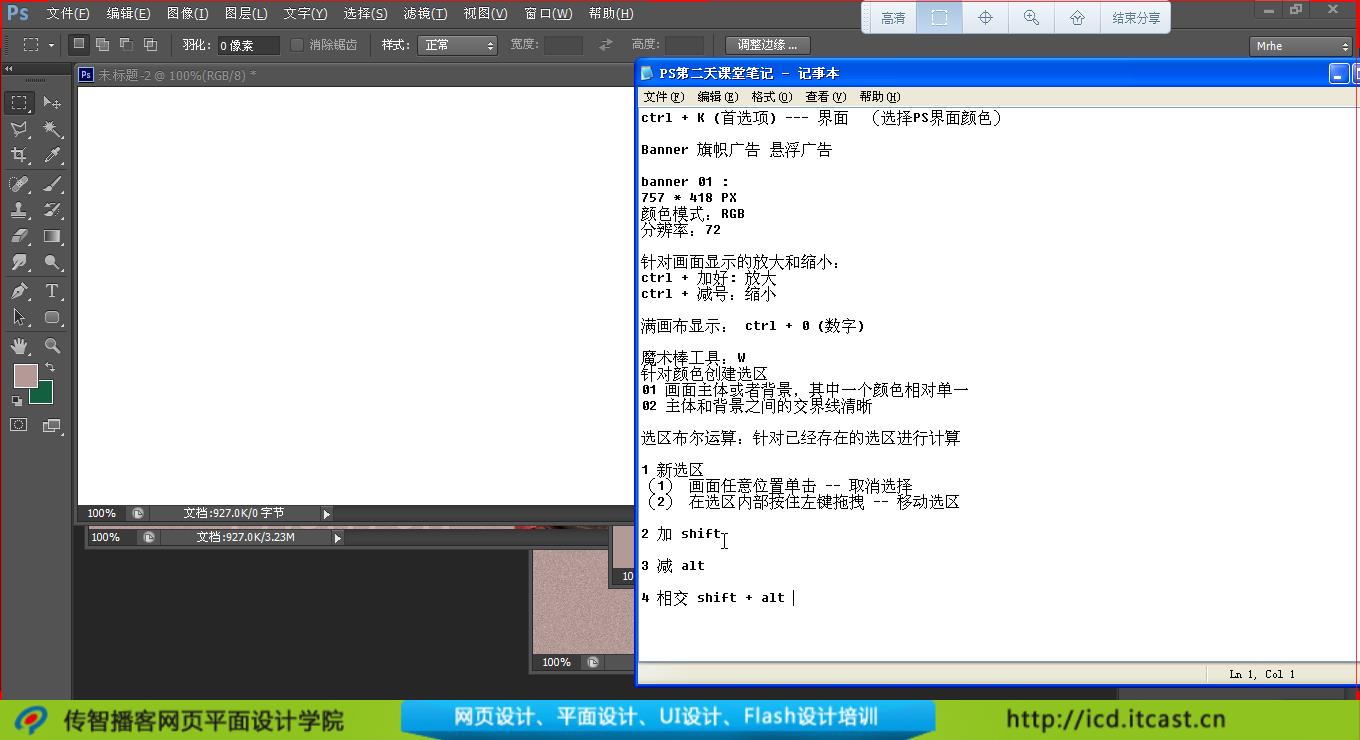 Ps 文件(F) 编辑(E) 图像(I) 图层(L) 文字(Y) 选择(S) 滤镜(T) 视图(V) 窗口(W) 帮助(H)
高清 结束分享
羽化: 0 像素 消除锯齿 样式: 正常 宽度: 高度: 调整边缘 ... Mrhe
Ps 未标题-2 @ 100%(RGB/8) *
PS第二天课堂笔记 - 记事本
文件(F) 编辑(E) 格式(O) 查看(V) 帮助(H)
ctrl + K (首选项) --- 界面 （选择PS界面颜色）
Banner 旗帜广告 悬浮广告
banner 01 :
757 * 418 PX
颜色模式：RGB
分辨率：72
针对画面显示的放大和缩小：
ctrl + 加好：放大
ctrl + 减号：缩小
满画布显示： ctrl + 0 (数字)
魔术棒工具：W
针对颜色创建选区
01 画面主体或者背景，其中一个颜色相对单一
02 主体和背景之间的交界线清晰
选区布尔运算：针对已经存在的选区进行计算
1 新选区
（1） 画面任意位置单击 -- 取消选择
（2） 在选区内部按住左键拖拽 -- 移动选区
2 加 shift
3 减 alt
4 相交 shift + alt
100% 文档:927.0K/0 字节
100% 文档:927.0K/3.23M
10
100%
Ln 1, Col 1
传智播客网页平面设计学院
网页设计、平面设计、UI设计、Flash设计培训
http://icd.itcast.cn